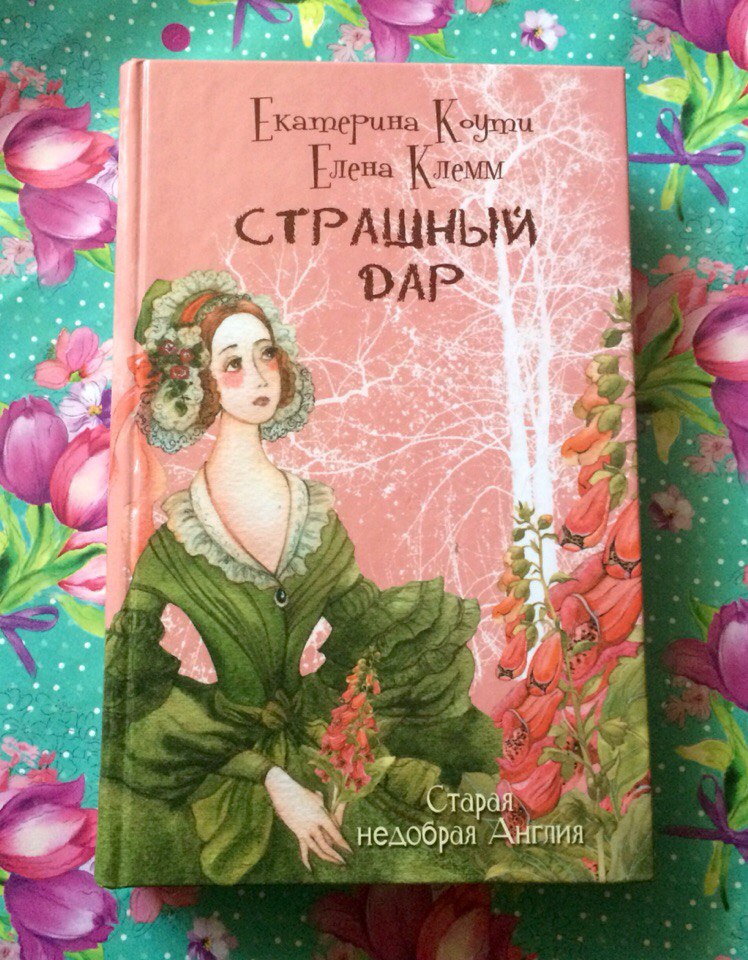 Екатерина Коути
Елена Клемм
СТРАШНЫЙ
ДАР
Старая
недобрая Англия